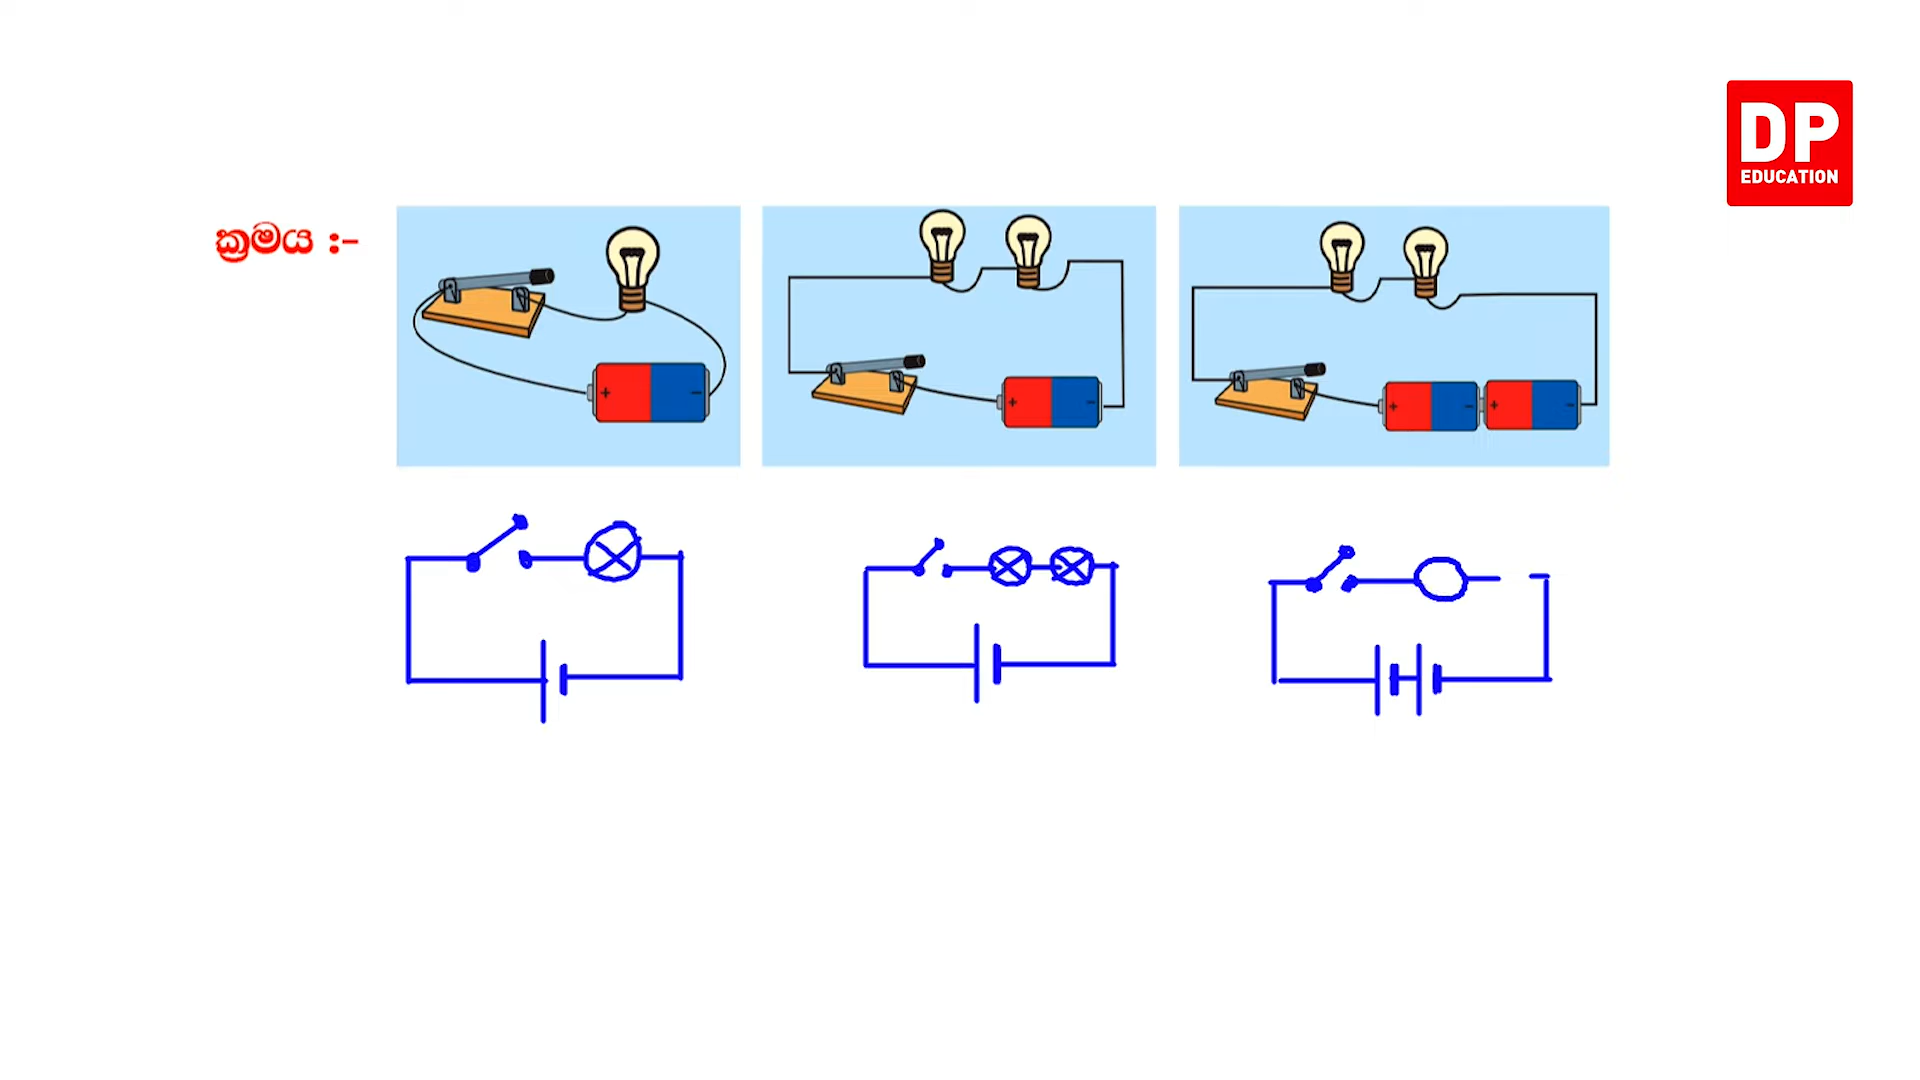 DP
EDUCATION
ක්‍රමය :-
+ -
+ -
+ - + -